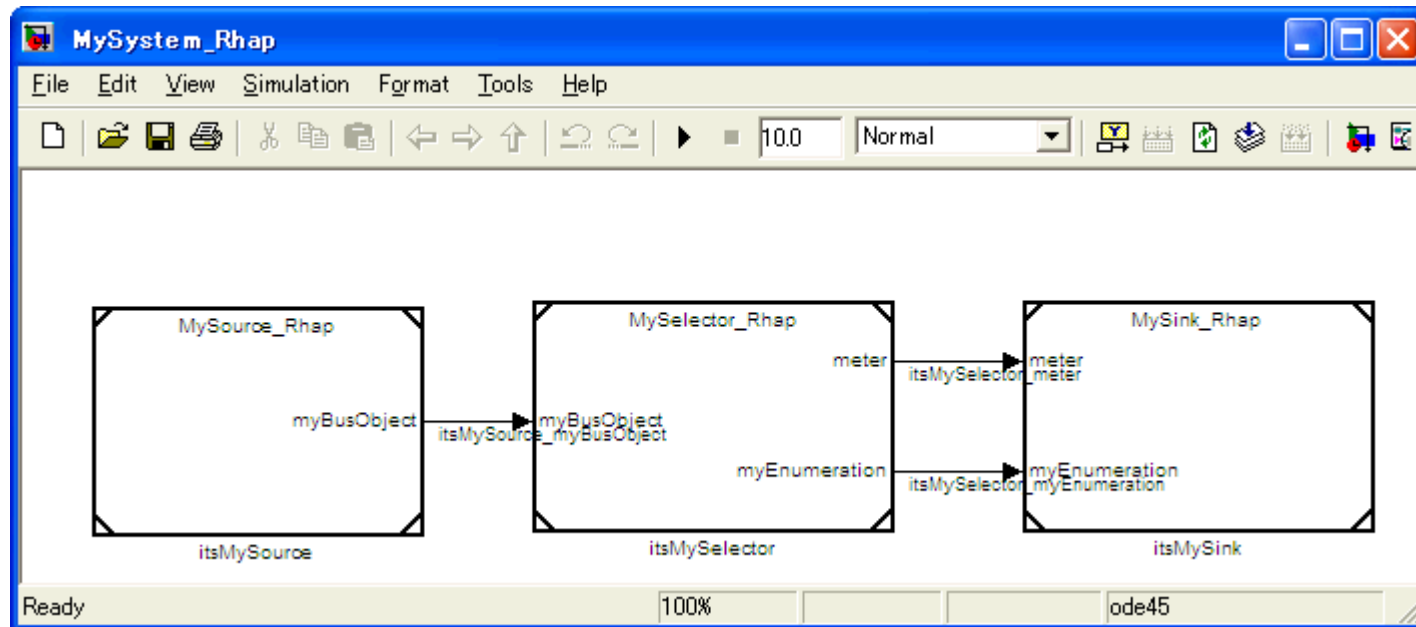 MySystem_Rhap
File Edit View Simulation Format Tools Help
10.0 Normal
MySource_Rhap
myBusObject
itsMySource
itsMySource_myBusObject
MySelector_Rhap
myBusObject
meter
myEnumeration
itsMySelector
itsMySelector_meter
itsMySelector_myEnumeration
MySink_Rhap
meter
myEnumeration
itsMySink
Ready 100% ode45